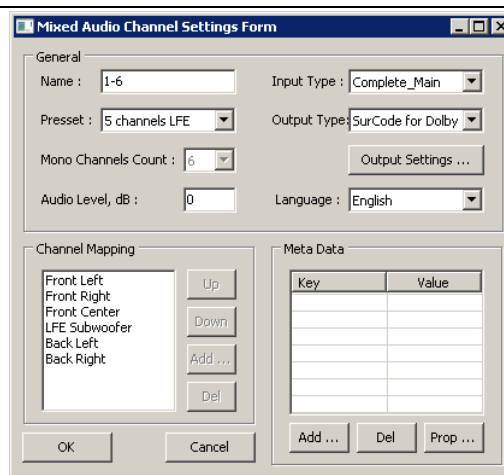 Mixed Audio Channel Settings Form
General
Name : 1-6
Input Type : Complete_Main
Presset : 5 channels LFE
Output Type: SurCode for Dolby
Mono Channels Count : 6
Output Settings ...
Audio Level, dB : 0
Language : English
Channel Mapping
Front Left
Front Right
Front Center
LFE Subwoofer
Back Left
Back Right
Up
Down
Add ...
Del
Meta Data
Key Value
Add ... Del Prop ...
OK Cancel